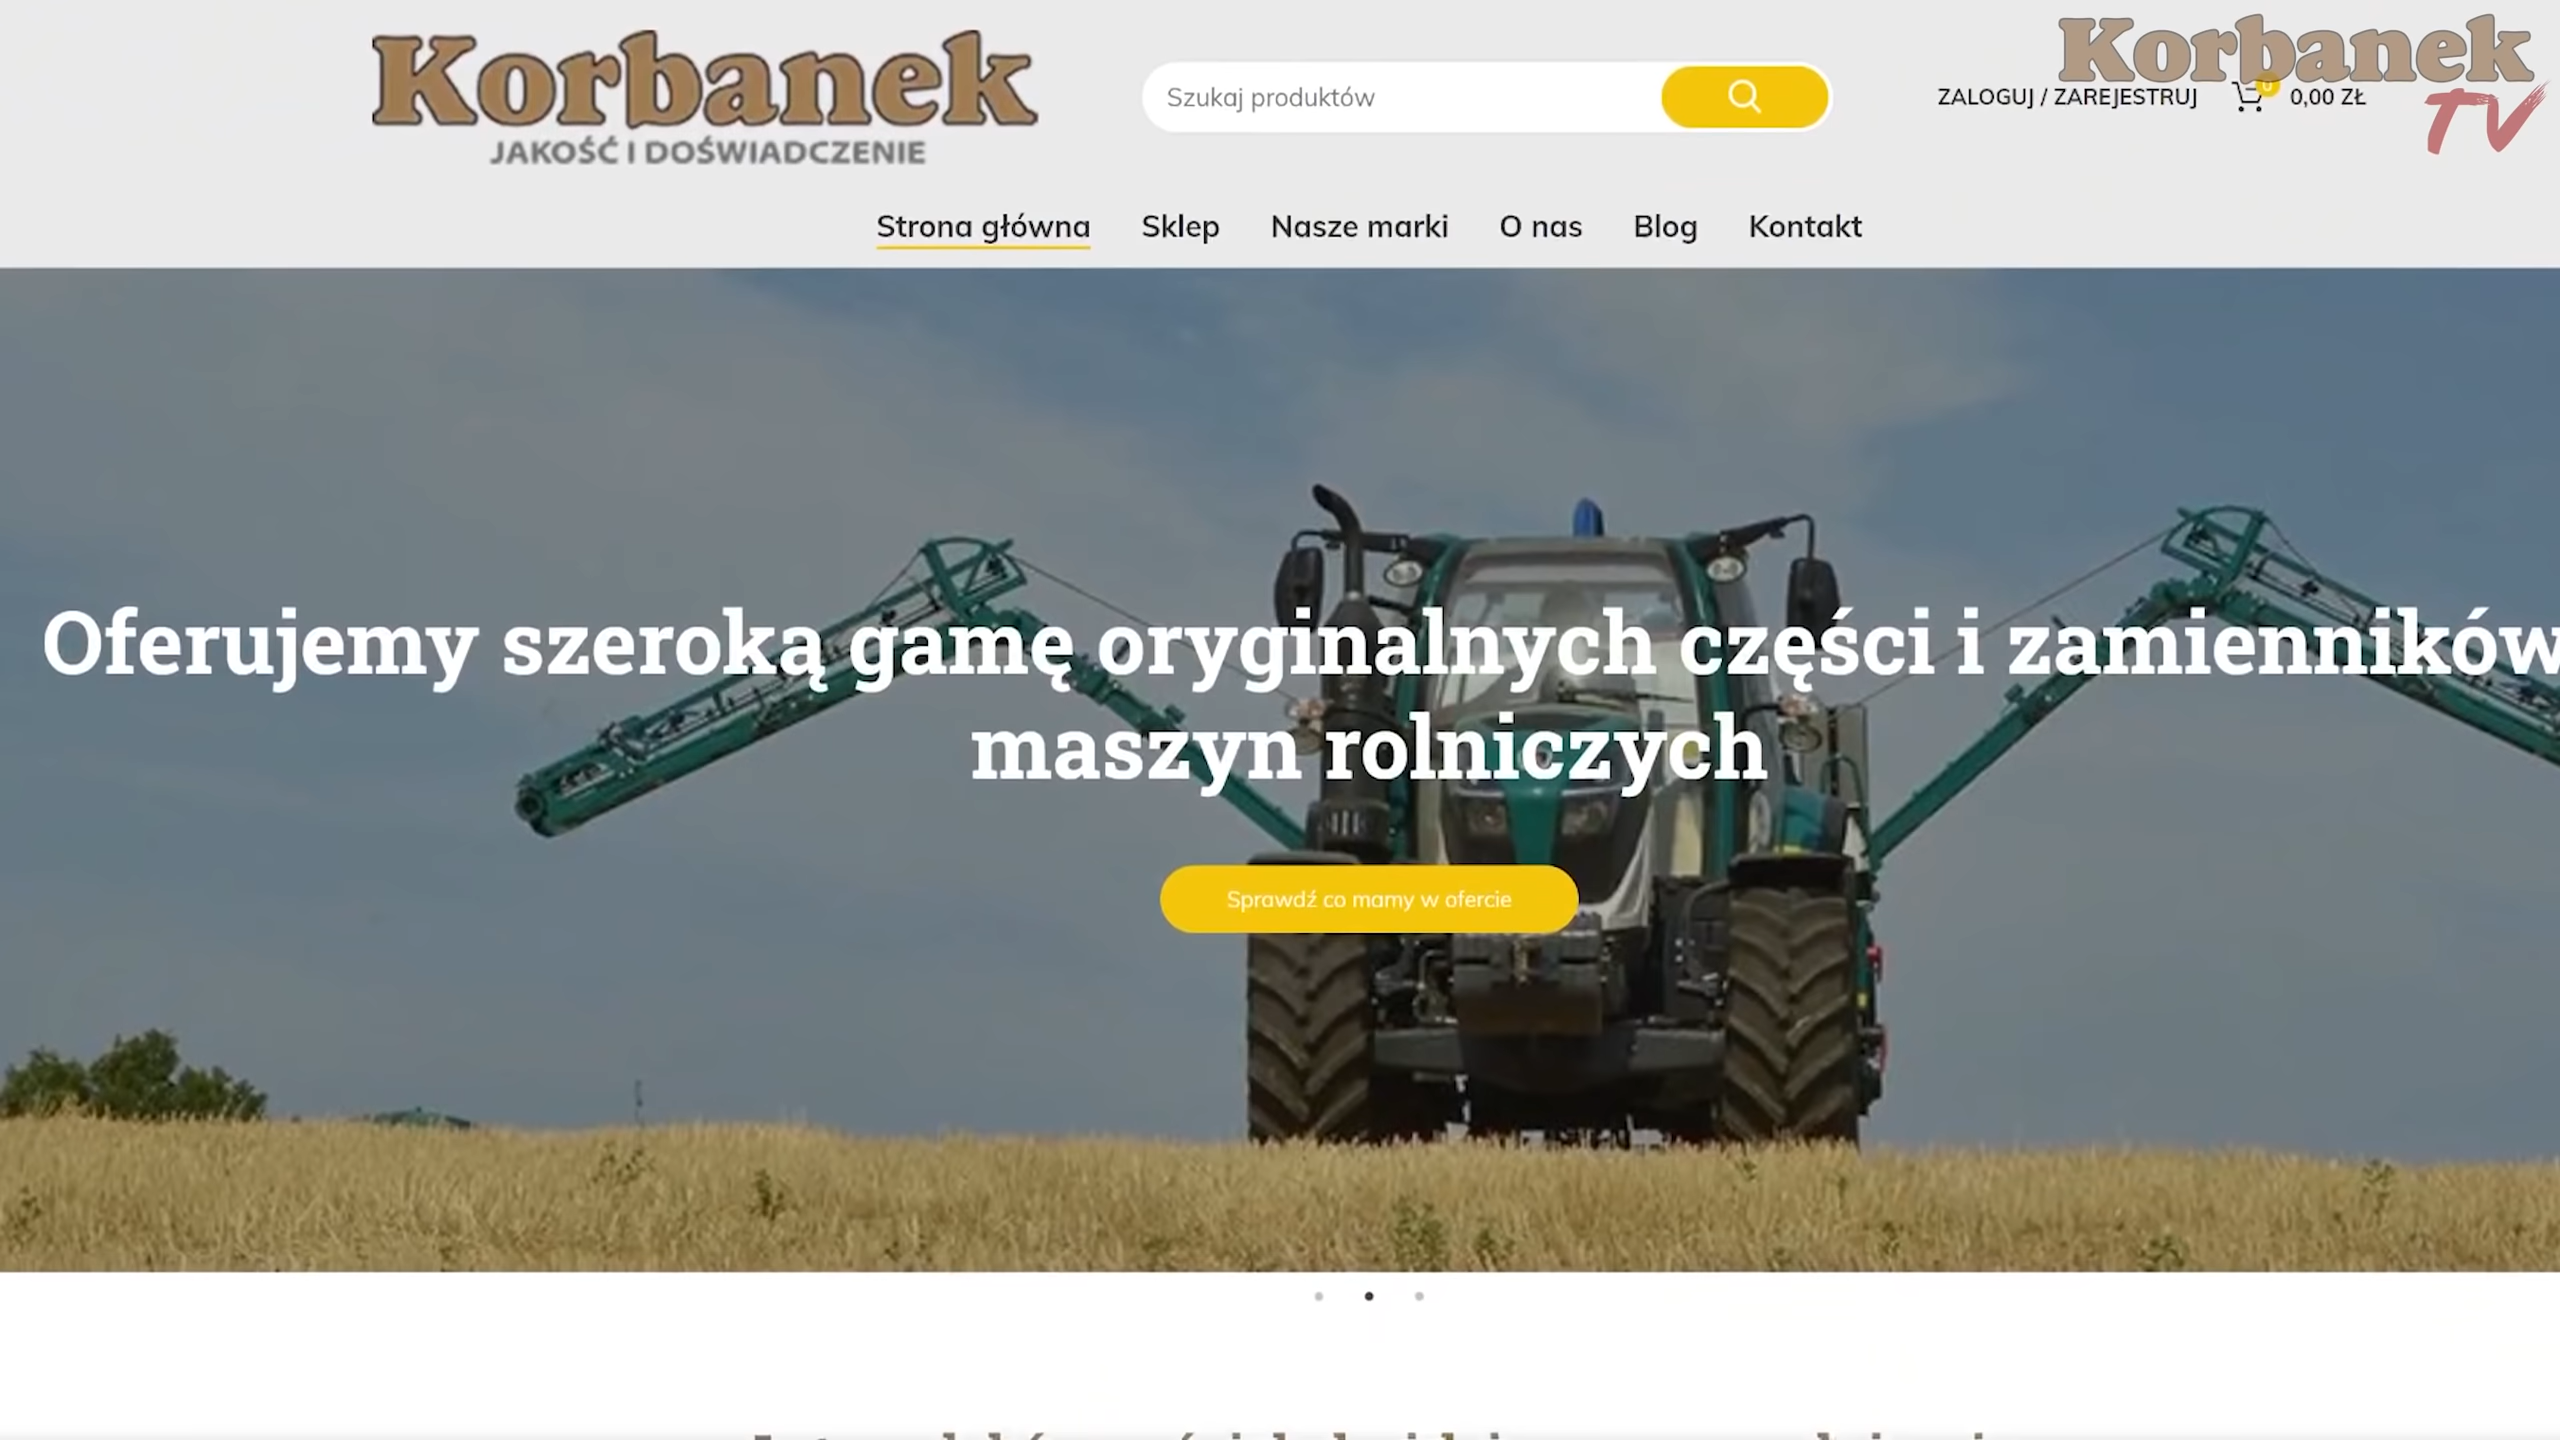 Korbanek
JAKOŚĆ I DOŚWIADCZENIE
Szukaj produktów
ZALOGUJ / ZAREJESTRUJ
0
0,00 ZŁ
Korbanek
TV
Strona główna
Sklep
Nasze marki
O nas
Blog
Kontakt
Oferujemy szeroką gamę oryginalnych części i zamienników
maszyn rolniczych
Sprawdź co mamy w ofercie